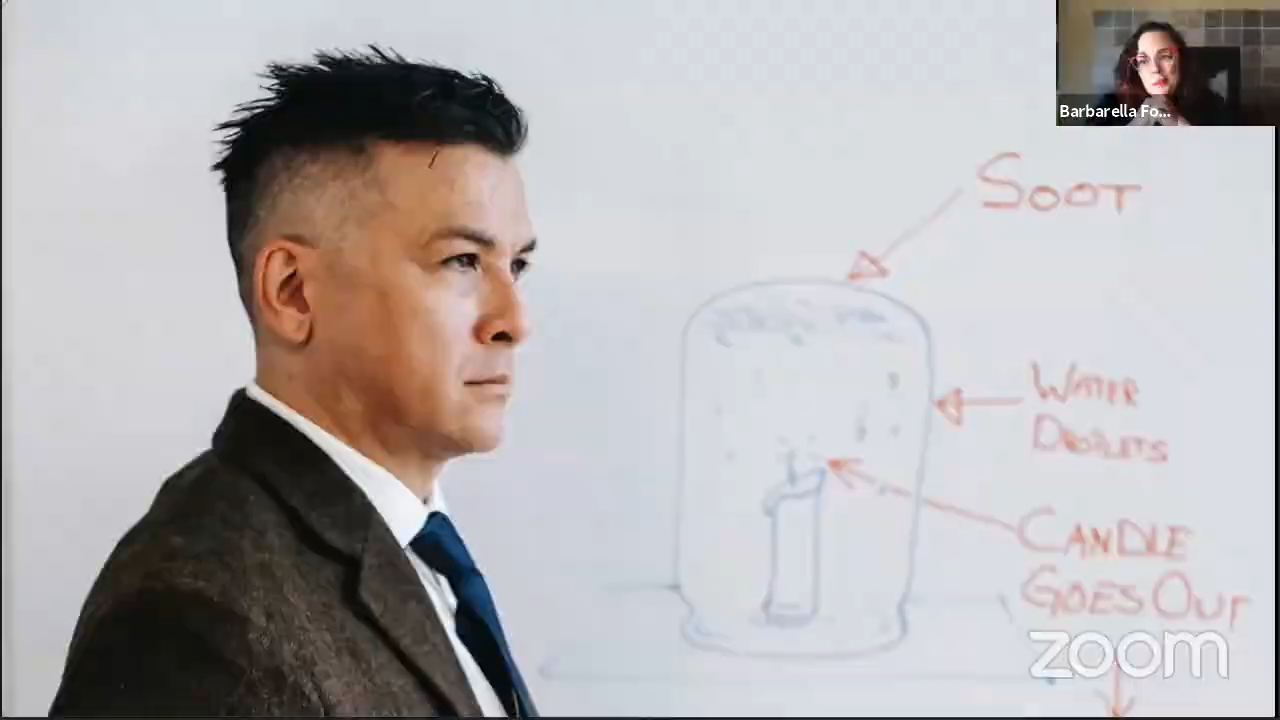 Barbarella Fo...
SOOT
WATER
DROPLETS
CANDLE
GOES OUT
zoom